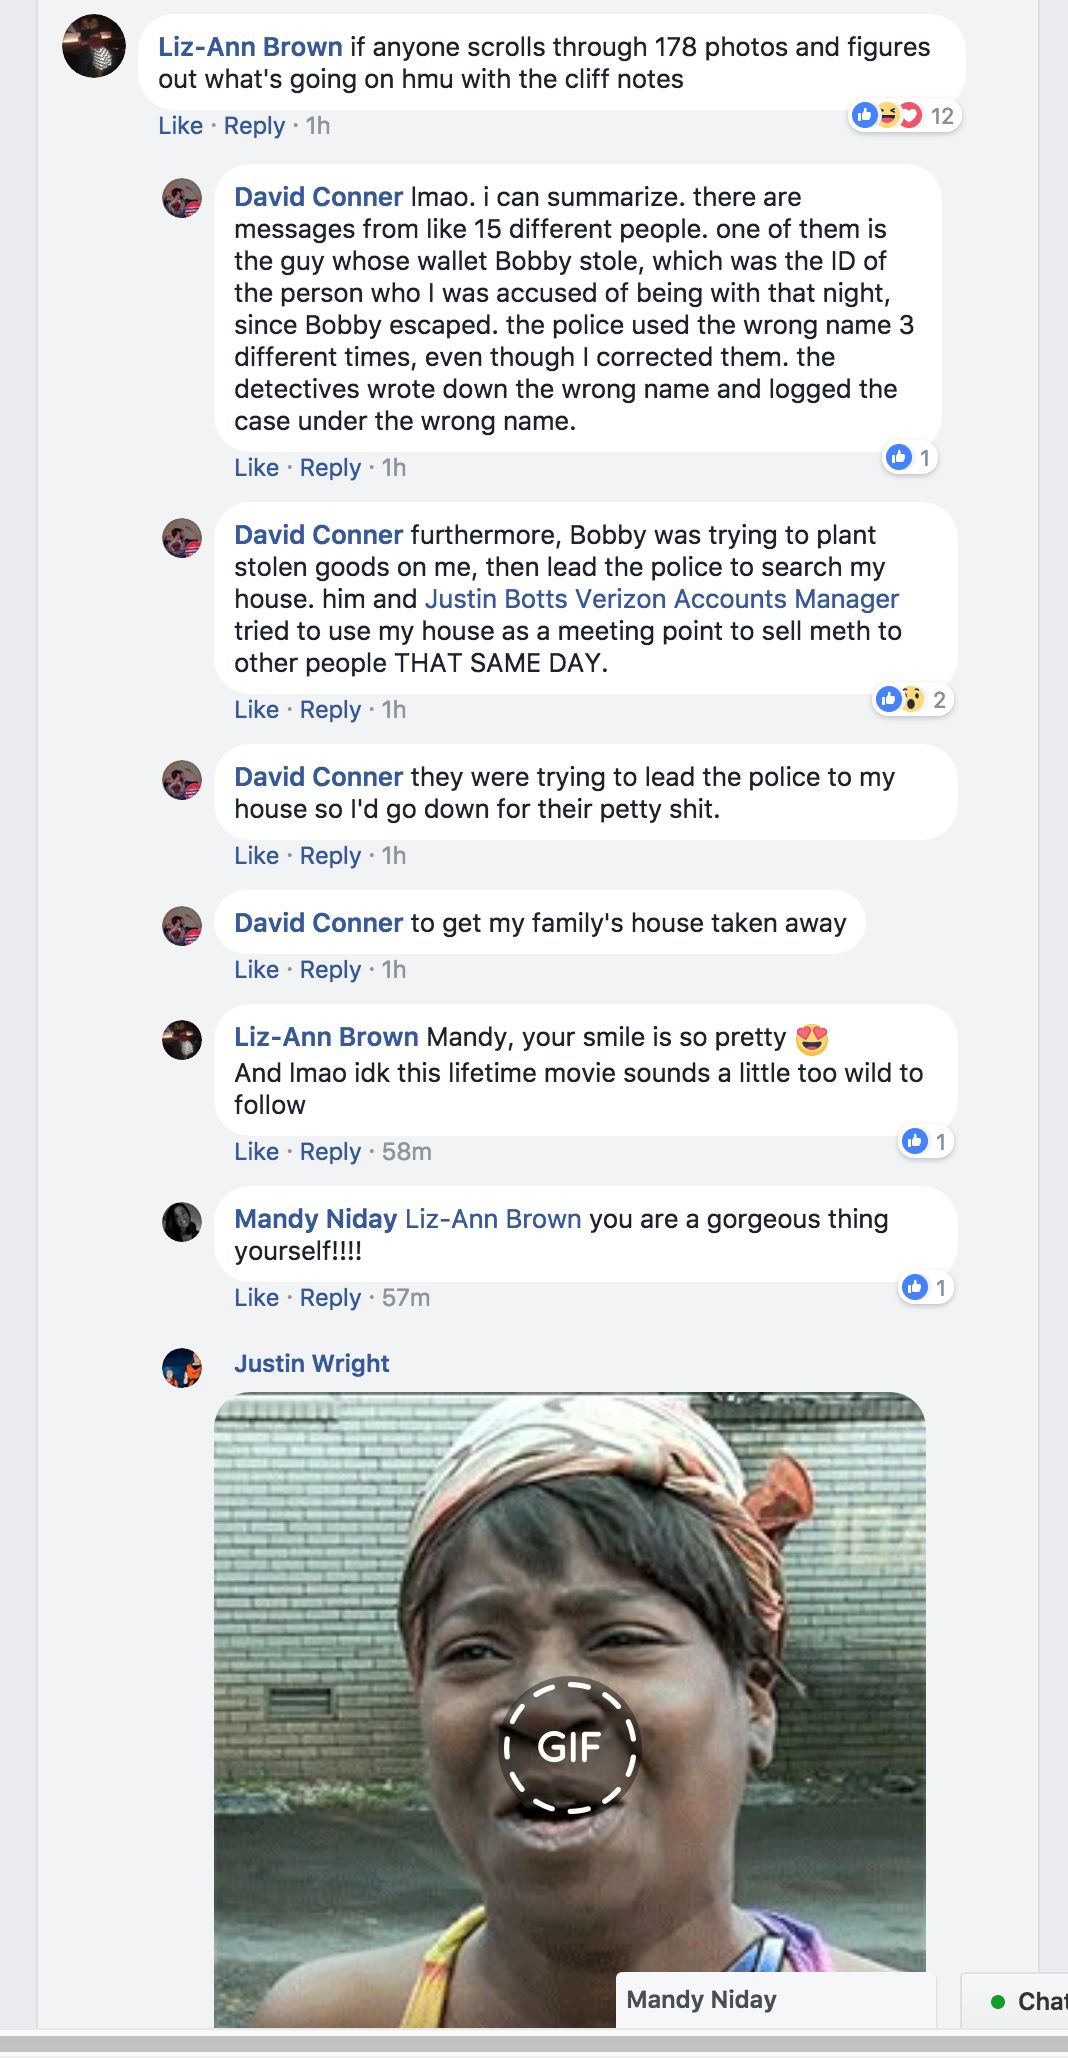 Liz-Ann Brown if anyone scrolls through 178 photos and figures
out what's going on hmu with the cliff notes
Like · Reply · 1h
12
David Conner lmao. i can summarize. there are
messages from like 15 different people. one of them is
the guy whose wallet Bobby stole, which was the ID of
the person who I was accused of being with that night,
since Bobby escaped. the police used the wrong name 3
different times, even though I corrected them. the
detectives wrote down the wrong name and logged the
case under the wrong name.
Like · Reply · 1h
1
David Conner furthermore, Bobby was trying to plant
stolen goods on me, then lead the police to search my
house. him and Justin Botts Verizon Accounts Manager
tried to use my house as a meeting point to sell meth to
other people THAT SAME DAY.
Like · Reply · 1h
2
David Conner they were trying to lead the police to my
house so I'd go down for their petty shit.
Like · Reply · 1h
David Conner to get my family's house taken away
Like · Reply · 1h
Liz-Ann Brown Mandy, your smile is so pretty 😍
And lmao idk this lifetime movie sounds a little too wild to
follow
Like · Reply · 58m
1
Mandy Niday Liz-Ann Brown you are a gorgeous thing
yourself!!!!
Like · Reply · 57m
1
Justin Wright
GIF
Mandy Niday
Chat